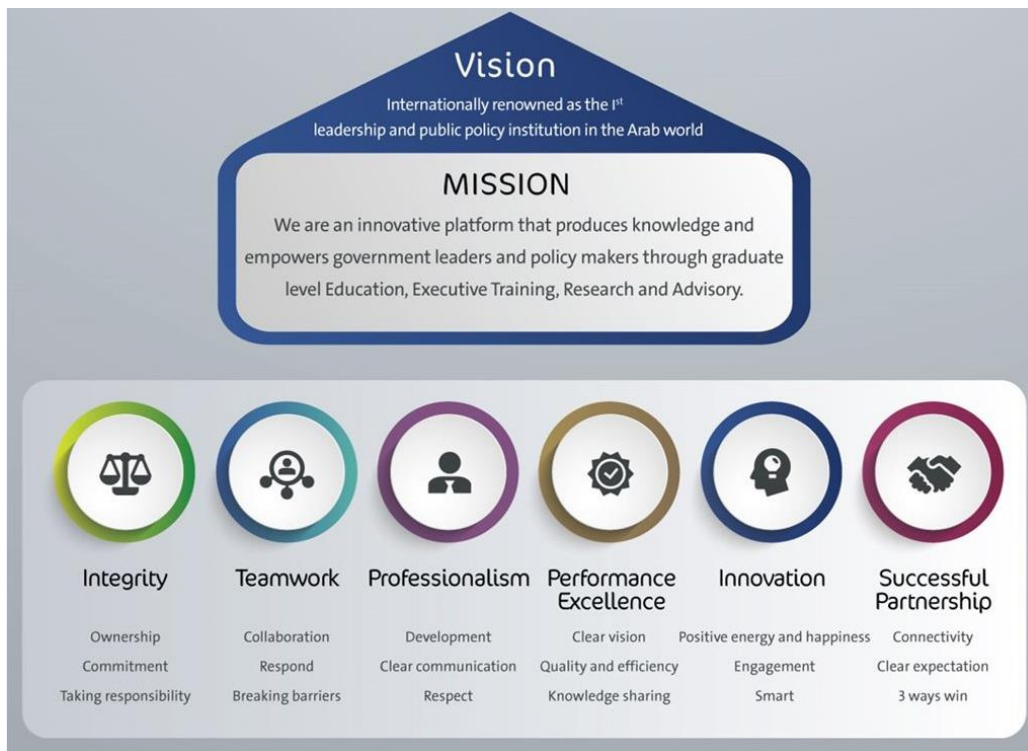 Vision
Internationally renowned as the Ist
leadership and public policy institution in the Arab world
MISSION
We are an innovative platform that produces knowledge and
empowers government leaders and policy makers through graduate
level Education, Executive Training, Research and Advisory.
Integrity
Ownership
Commitment
Taking responsibility
Teamwork
Collaboration
Respond
Breaking barriers
Professionalism
Development
Clear communication
Respect
Performance
Excellence
Clear vision
Quality and efficiency
Knowledge sharing
Innovation
Positive energy and happiness
Engagement
Smart
Successful
Partnership
Connectivity
Clear expectation
3 ways win